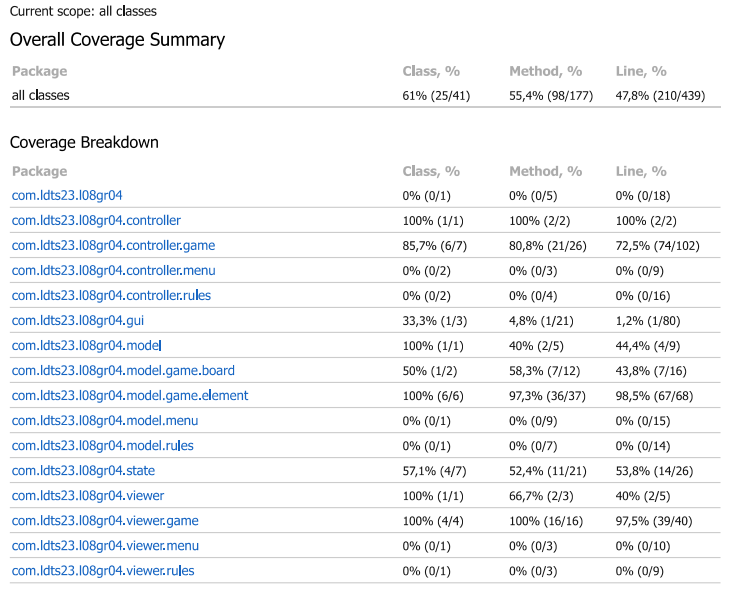 Current scope: all classes
Overall Coverage Summary
Package Class, % Method, % Line, %
all classes 61% (25/41) 55,4% (98/177) 47,8% (210/439)
Coverage Breakdown
Package Class, % Method, % Line, %
com.ldts23.l08gr04 0% (0/1) 0% (0/5) 0% (0/18)
com.ldts23.l08gr04.controller 100% (1/1) 100% (2/2) 100% (2/2)
com.ldts23.l08gr04.controller.game 85,7% (6/7) 80,8% (21/26) 72,5% (74/102)
com.ldts23.l08gr04.controller.menu 0% (0/2) 0% (0/3) 0% (0/9)
com.ldts23.l08gr04.controller.rules 0% (0/2) 0% (0/4) 0% (0/16)
com.ldts23.l08gr04.gui 33,3% (1/3) 4,8% (1/21) 1,2% (1/80)
com.ldts23.l08gr04.model 100% (1/1) 40% (2/5) 44,4% (4/9)
com.ldts23.l08gr04.model.game.board 50% (1/2) 58,3% (7/12) 43,8% (7/16)
com.ldts23.l08gr04.model.game.element 100% (6/6) 97,3% (36/37) 98,5% (67/68)
com.ldts23.l08gr04.model.menu 0% (0/1) 0% (0/9) 0% (0/15)
com.ldts23.l08gr04.model.rules 0% (0/1) 0% (0/7) 0% (0/14)
com.ldts23.l08gr04.state 57,1% (4/7) 52,4% (11/21) 53,8% (14/26)
com.ldts23.l08gr04.viewer 100% (1/1) 66,7% (2/3) 40% (2/5)
com.ldts23.l08gr04.viewer.game 100% (4/4) 100% (16/16) 97,5% (39/40)
com.ldts23.l08gr04.viewer.menu 0% (0/1) 0% (0/3) 0% (0/10)
com.ldts23.l08gr04.viewer.rules 0% (0/1) 0% (0/3) 0% (0/9)